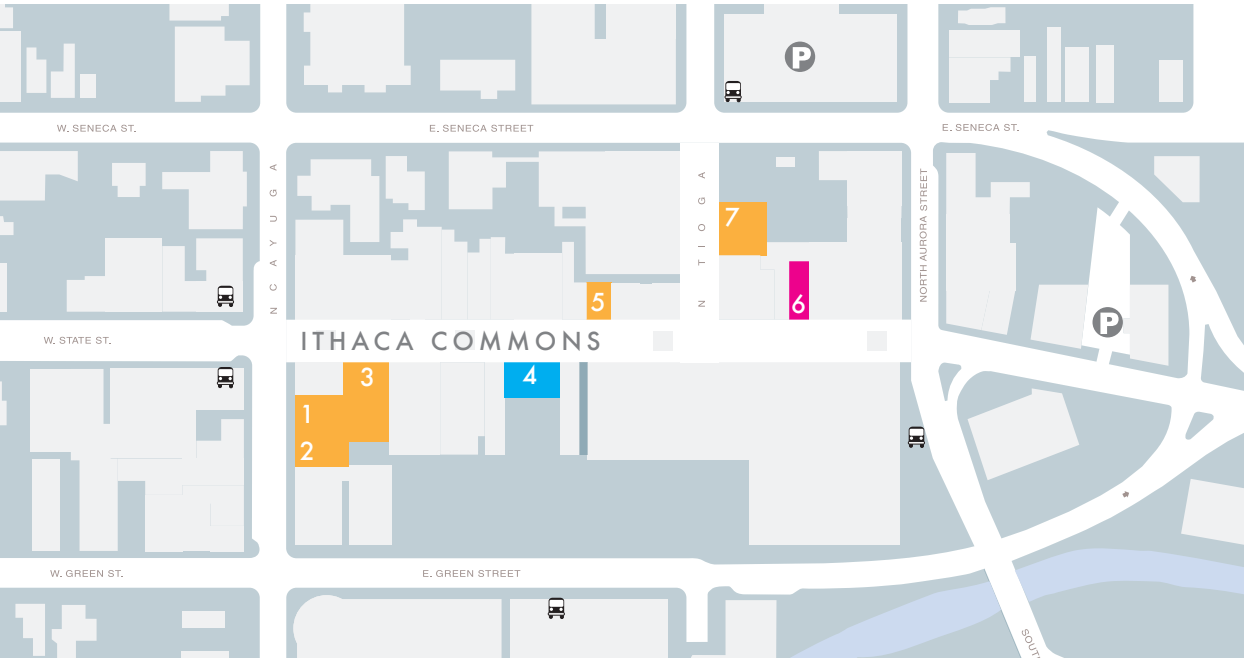 P
W. SENECA ST.
E. SENECA STREET
E. SENECA ST.
N CAYUGA
N TIOGA
NORTH AURORA STREET
7
5
6
P
W. STATE ST.
ITHACA COMMONS
3
4
1
2
W. GREEN ST.
E. GREEN STREET
SOUT